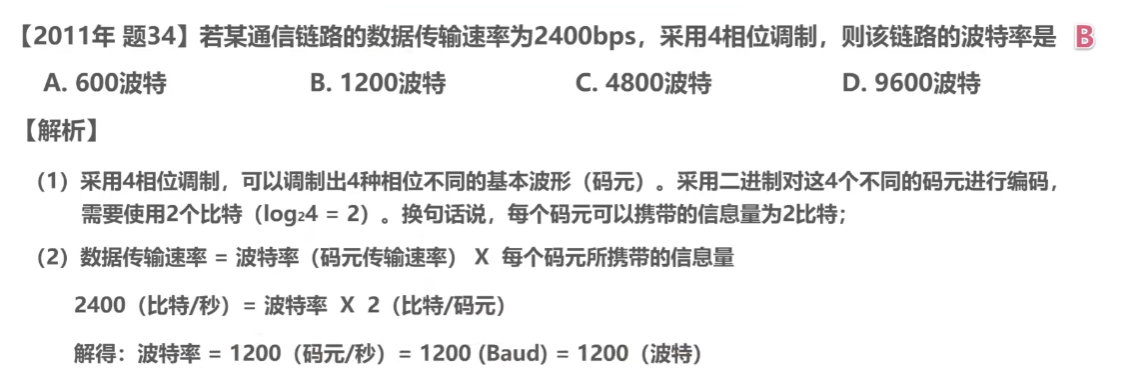 【2011年 题34】若某通信链路的数据传输速率为2400bps，采用4相位调制，则该链路的波特率是 B
A. 600波特 B. 1200波特 C. 4800波特 D. 9600波特
【解析】
（1）采用4相位调制，可以调制出4种相位不同的基本波形（码元）。采用二进制对这4个不同的码元进行编码，
需要使用2个比特（log₂4 = 2）。换句话说，每个码元可以携带的信息量为2比特；
（2）数据传输速率 = 波特率（码元传输速率） X 每个码元所携带的信息量
2400（比特/秒）= 波特率 X 2（比特/码元）
解得：波特率 = 1200（码元/秒）= 1200 (Baud) = 1200（波特）